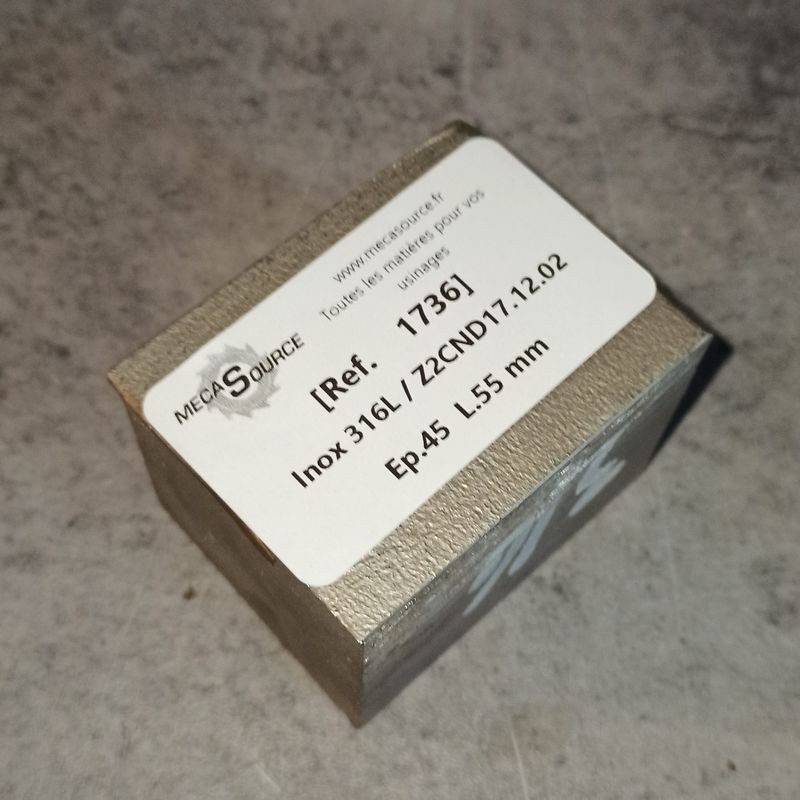 www.mecasource.fr
Toutes les matières pour vos
usinages
MECASOURCE
[Ref. 1736]
Inox 316L / Z2CND17.12.02
Ep.45 L.55 mm